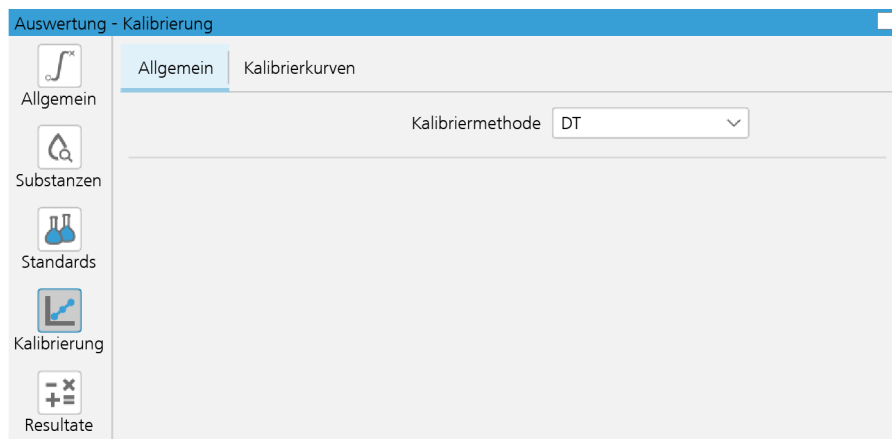 Auswertung - Kalibrierung
Allgemein
Substanzen
Standards
Kalibrierung
Resultate
Allgemein
Kalibrierkurven
Kalibriermethode
DT